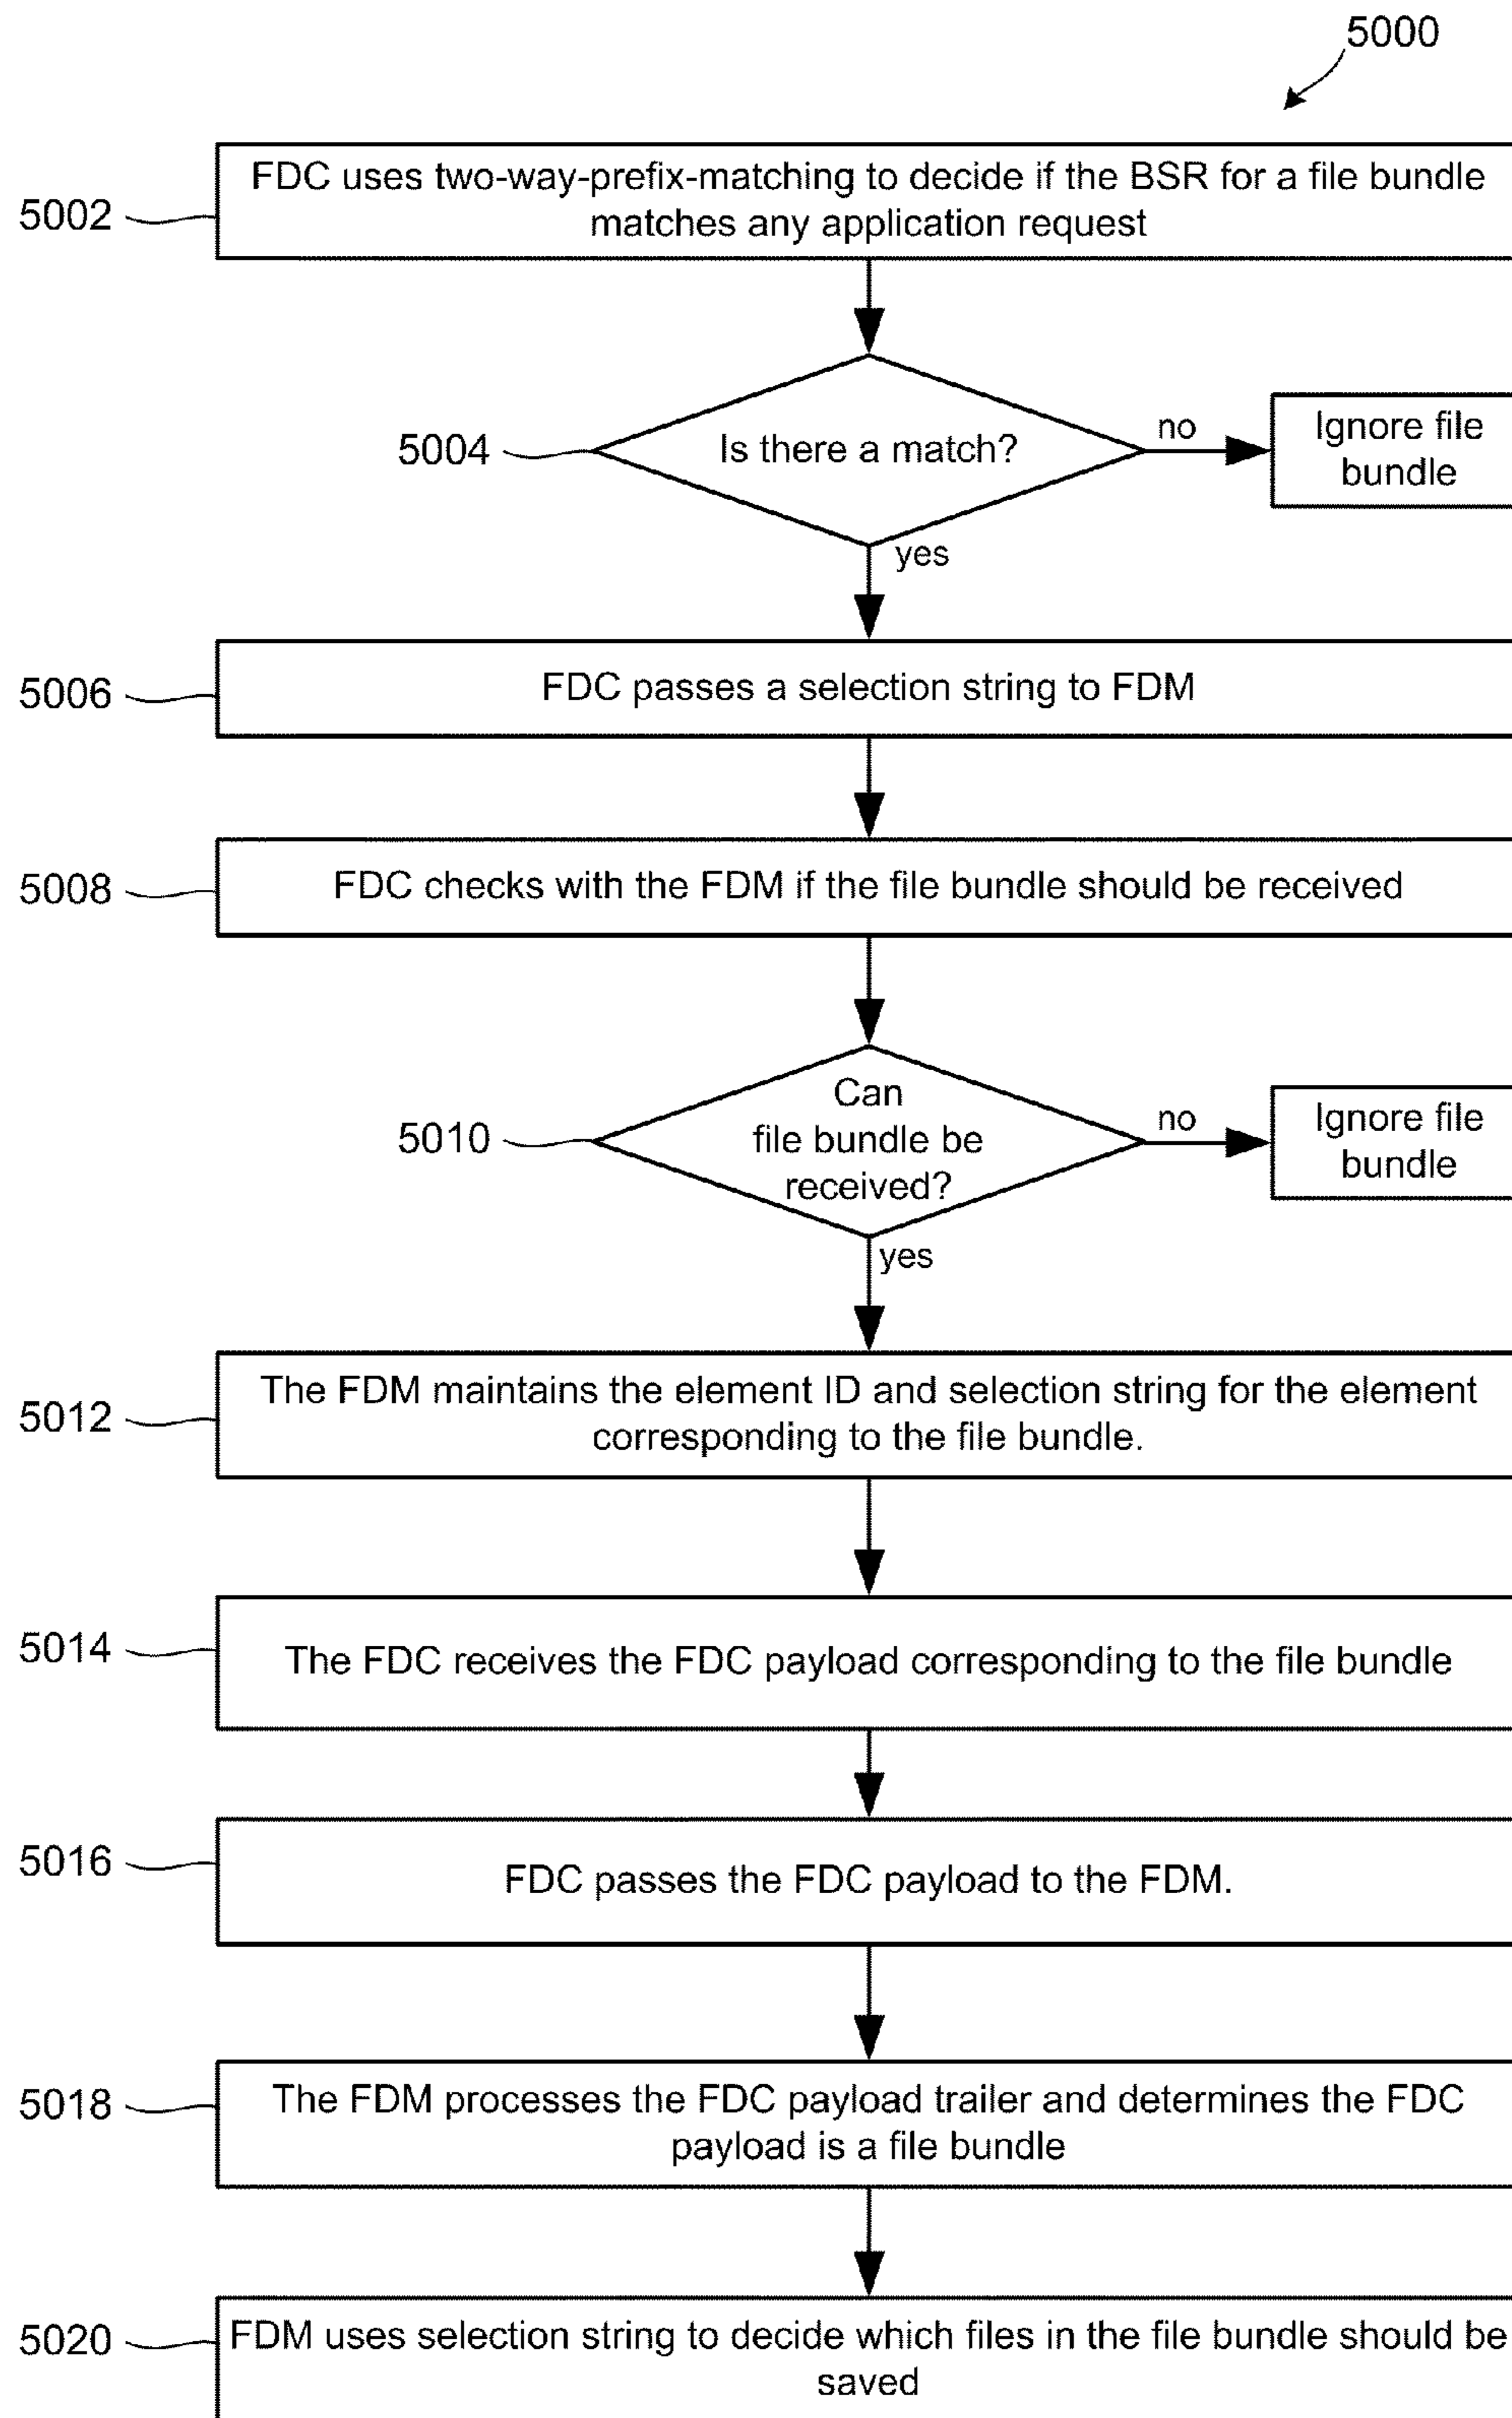 5000
5002
FDC uses two-way-prefix-matching to decide if the BSR for a file bundle
matches any application request
5004
Is there a match?
no
Ignore file
bundle
yes
5006
FDC passes a selection string to FDM
5008
FDC checks with the FDM if the file bundle should be received
5010
Can
file bundle be
received?
no
Ignore file
bundle
yes
5012
The FDM maintains the element ID and selection string for the element
corresponding to the file bundle.
5014
The FDC receives the FDC payload corresponding to the file bundle
5016
FDC passes the FDC payload to the FDM.
5018
The FDM processes the FDC payload trailer and determines the FDC
payload is a file bundle
5020
FDM uses selection string to decide which files in the file bundle should be
saved